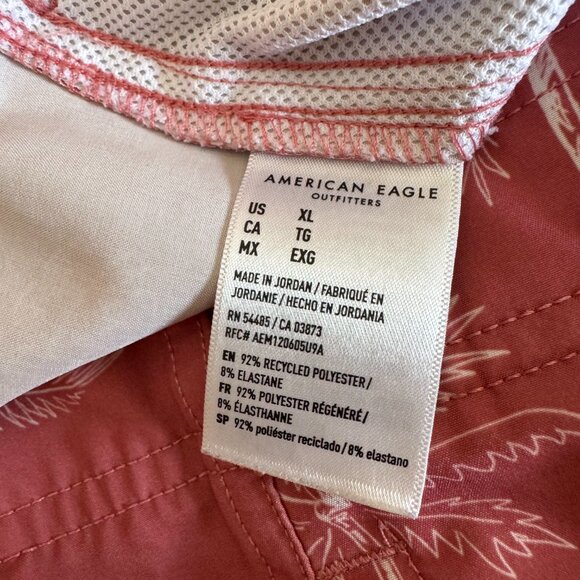 AMERICAN EAGLE
OUTFITTERS
US XL
CA TG
MX EXG
MADE IN JORDAN / FABRIQUÉ EN
JORDANIE / HECHO EN JORDANIA
RN 54485 / CA 03873
RFC# AEM120605U9A
EN 92% RECYCLED POLYESTER /
8% ELASTANE
FR 92% POLYESTER RÉGÉNÉRÉ /
8% ÉLASTHANNE
SP 92% poliéster reciclado / 8% elastano